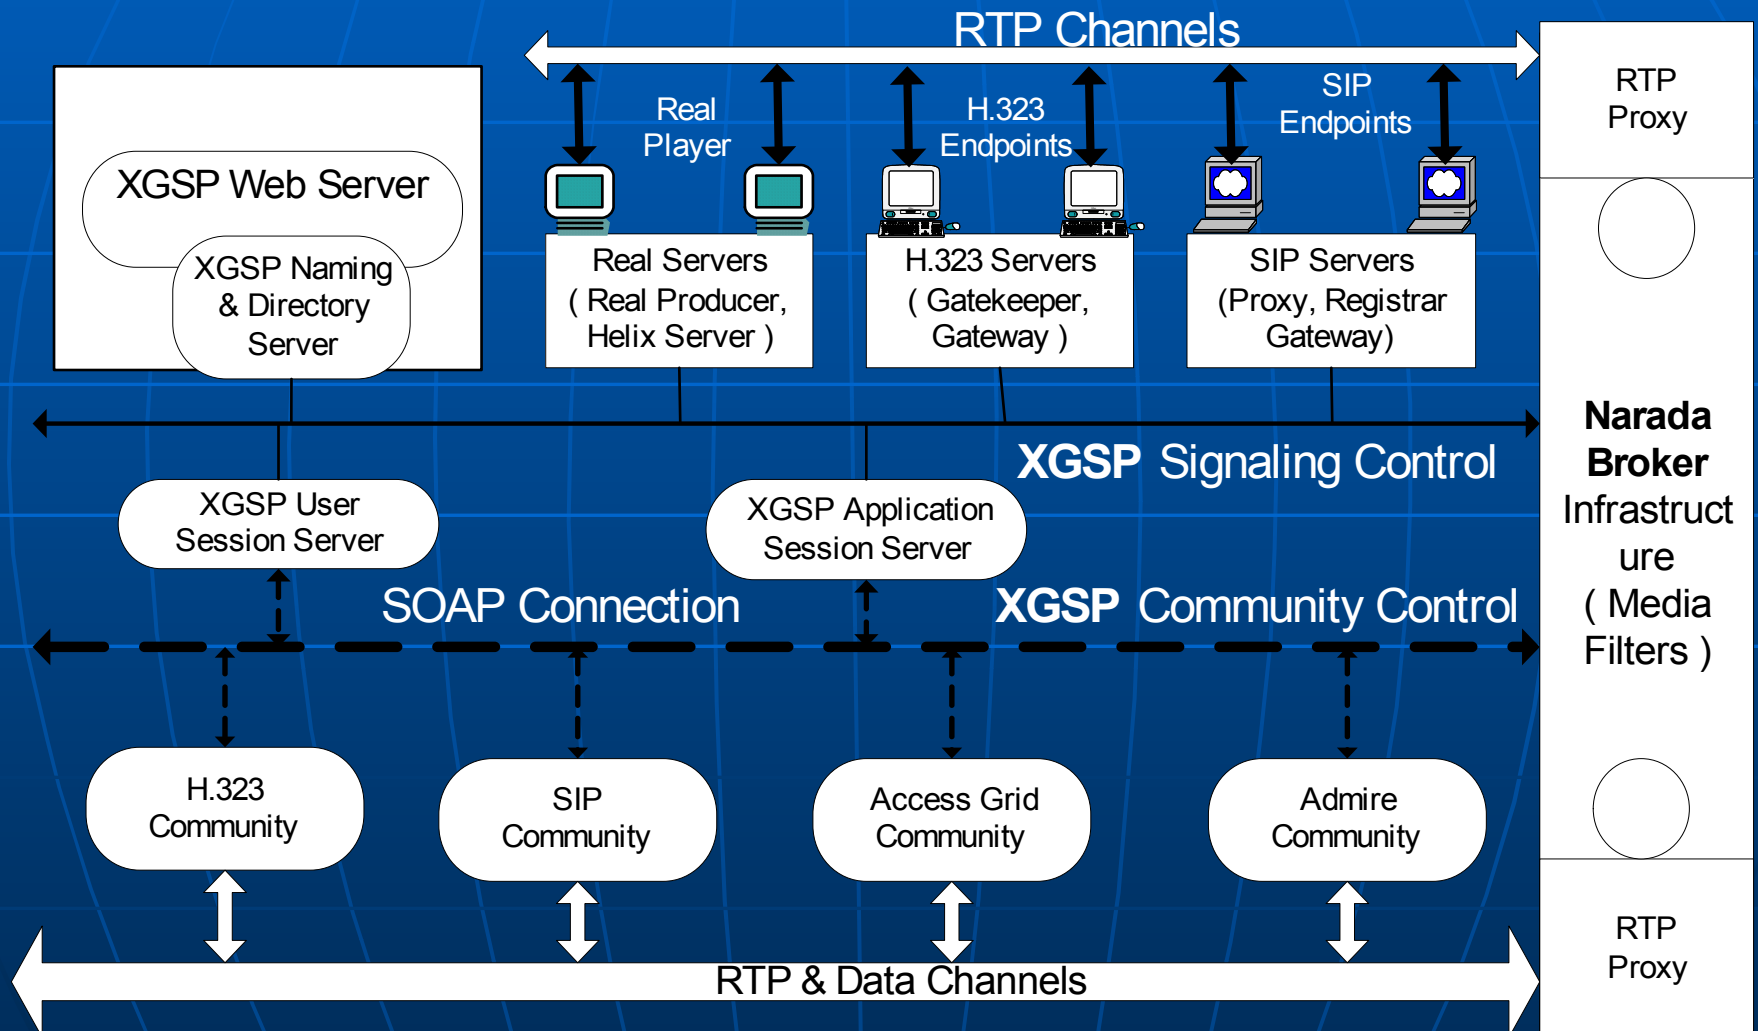 RTP Channels
RTP
Proxy
Real
Player
H.323
Endpoints
SIP
Endpoints
XGSP Web Server
XGSP Naming
& Directory
Server
Real Servers
( Real Producer,
Helix Server )
H.323 Servers
( Gatekeeper,
Gateway )
SIP Servers
(Proxy, Registrar
Gateway)
XGSP Signaling Control
Narada
Broker
Infrastruct
ure
( Media
Filters )
XGSP User
Session Server
XGSP Application
Session Server
SOAP Connection
XGSP Community Control
H.323
Community
SIP
Community
Access Grid
Community
Admire
Community
RTP & Data Channels
RTP
Proxy